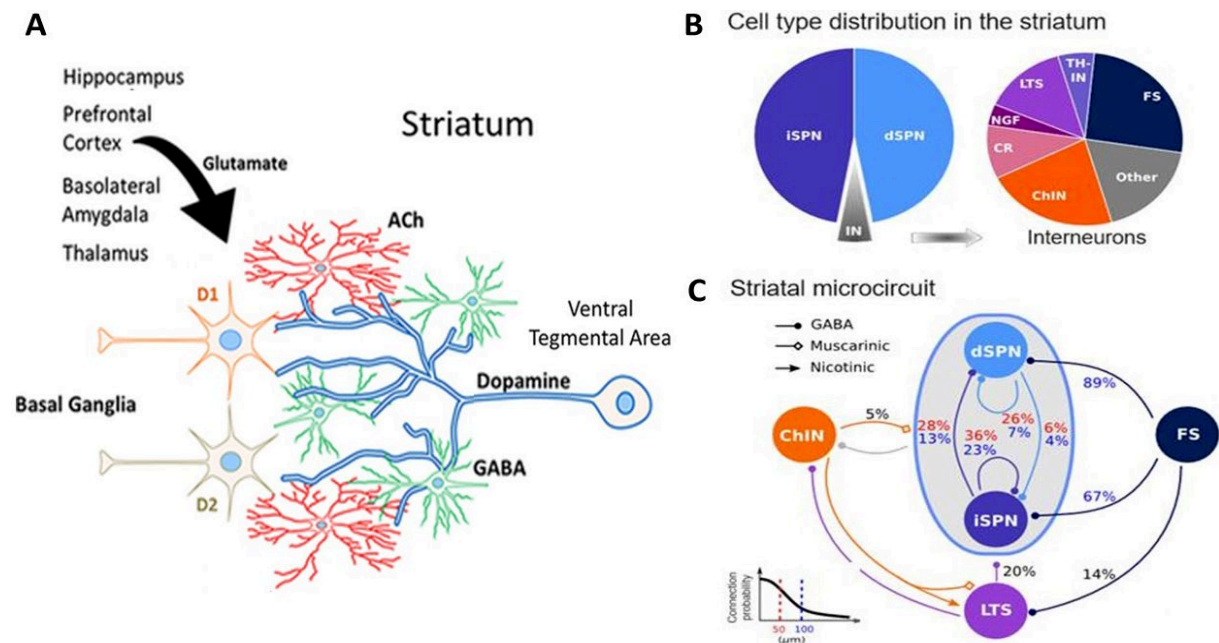 A
Hippocampus
Prefrontal
Cortex
Glutamate
Basolateral
Amygdala
Thalamus
Striatum
ACh
D1
Ventral
Tegmental Area
Dopamine
Basal Ganglia
GABA
D2
B Cell type distribution in the striatum
iSPN
dSPN
IN
TH-
IN
LTS
FS
NGF
CR
ChIN
Other
Interneurons
C Striatal microcircuit
GABA
Muscarinic
Nicotinic
dSPN
89%
5%
ChIN
28%
13%
36%
23%
26%
7%
6%
4%
FS
iSPN
67%
20%
14%
LTS
Connection
probability
50 100
(μm)